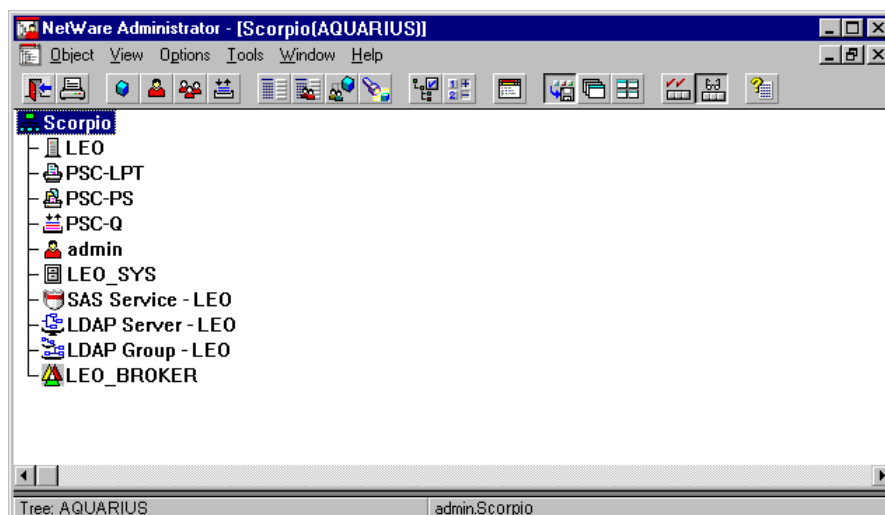 NetWare Administrator - [Scorpio(AQUARIUS)]
Object View Options Tools Window Help
Scorpio
LEO
PSC-LPT
PSC-PS
PSC-Q
admin
LEO_SYS
SAS Service - LEO
LDAP Server - LEO
LDAP Group - LEO
LEO_BROKER
Tree: AQUARIUS admin.Scorpio